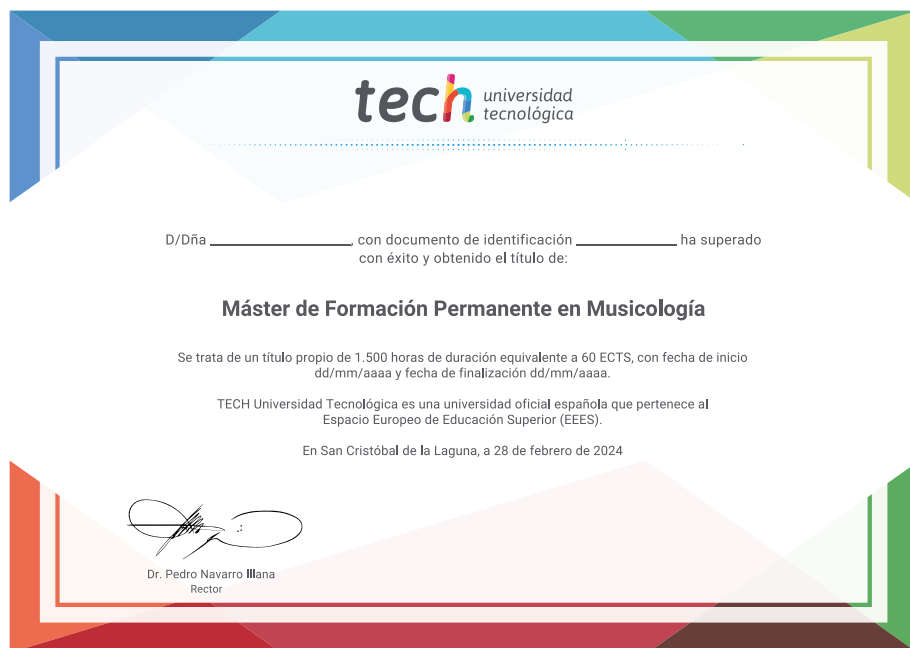 tech universidad
tecnológica
D/Dña ____________________, con documento de identificación ______________ ha superado
con éxito y obtenido el título de:
Máster de Formación Permanente en Musicología
Se trata de un título propio de 1.500 horas de duración equivalente a 60 ECTS, con fecha de inicio
dd/mm/aaaa y fecha de finalización dd/mm/aaaa.
TECH Universidad Tecnológica es una universidad oficial española que pertenece al
Espacio Europeo de Educación Superior (EEES).
En San Cristóbal de la Laguna, a 28 de febrero de 2024
Dr. Pedro Navarro Illana
Rector